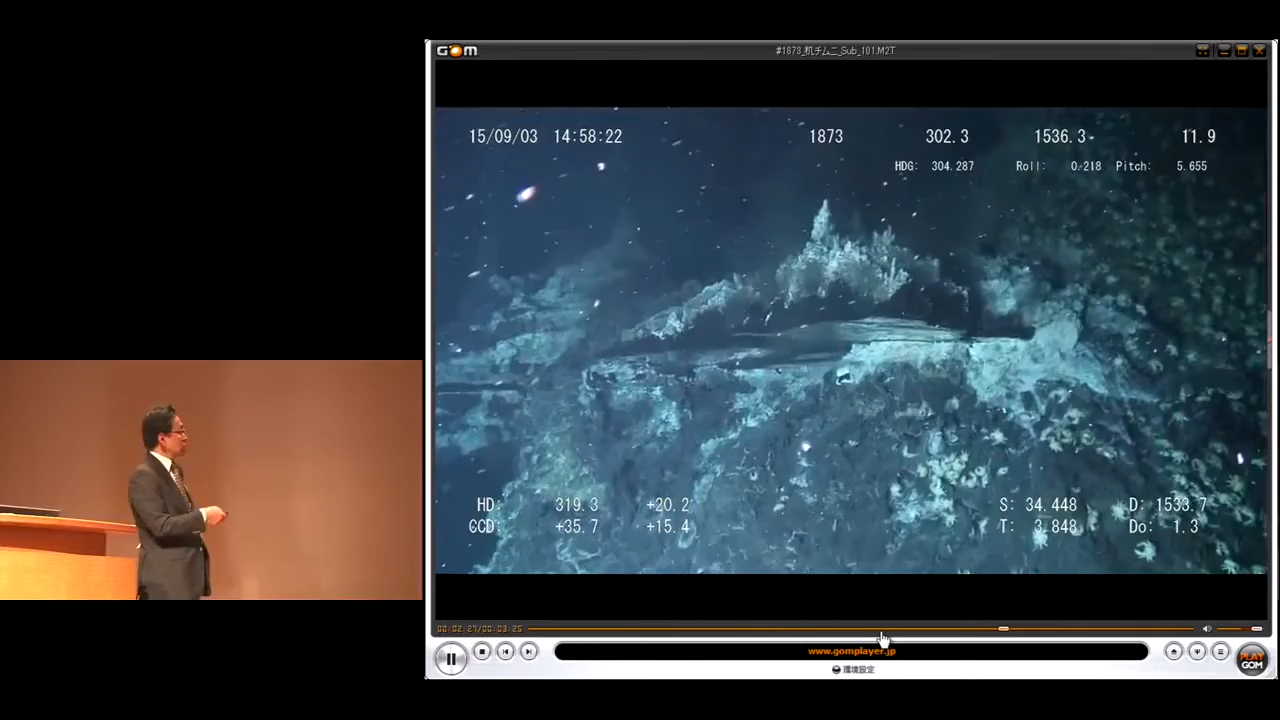 GOM
#1873_机チムニ_Sub_101.M2T
15/09/03 14:58:22 1873 302.3 1536.3- 11.9
HDG: 304.287 Roll: 0.218 Pitch: 5.655
HD: 319.3 +20.2 S: 34.448 D: 1533.7
CCD: +35.7 +15.4 T: 3.848 Do: 1.3
00:02:27/00:03:25
www.gomplayer.jp
環境設定
PLAY
GOM